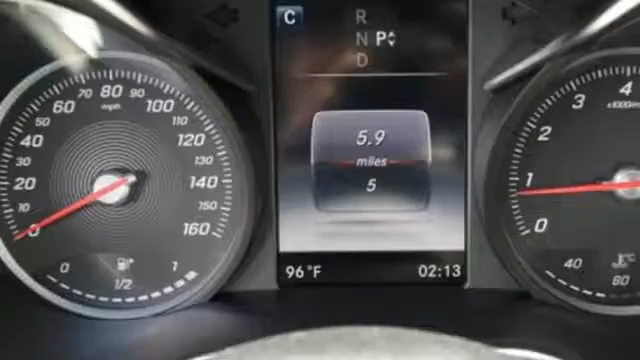 C
R
N P
D
0 10 20 30 40 50 60 70 80 90 100 110 120 130 140 150 160
mph
0 1/2 1
5.9
miles
5
96°F 02:13
0 1 2 3 4
x1000
40 60
°C